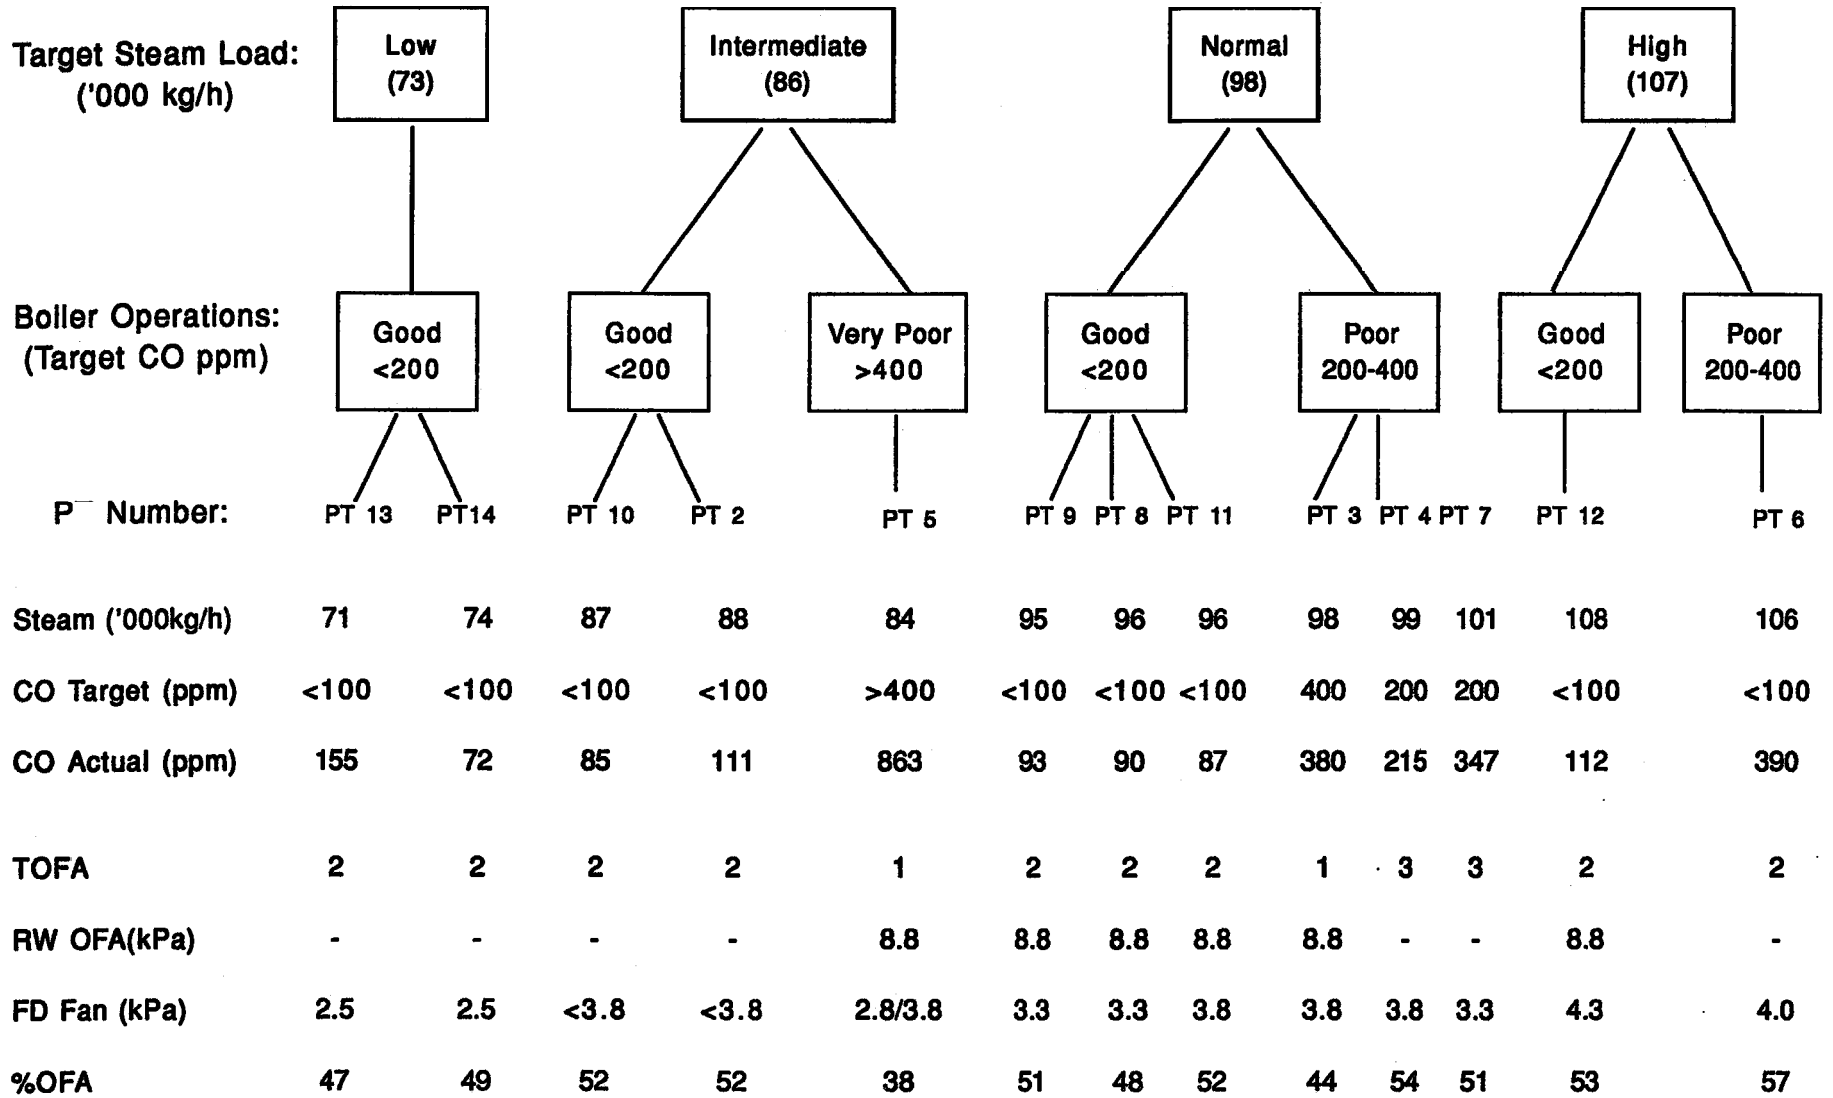 Target Steam Load: Low Intermediate Normal High
('000 kg/h) (73) (86) (98) (107)
Boiler Operations: Good Good Very Poor Good Poor Good Poor
(Target CO ppm) <200 <200 >400 <200 200-400 <200 200-400
P Number: PT 13 PT14 PT 10 PT 2 PT 5 PT 9 PT 8 PT 11 PT 3 PT 4 PT 7 PT 12 PT 6
Steam ('000kg/h) 71 74 87 88 84 95 96 96 98 99 101 108 106
CO Target (ppm) <100 <100 <100 <100 >400 <100 <100 <100 400 200 200 <100 <100
CO Actual (ppm) 155 72 85 111 863 93 90 87 380 215 347 112 390
TOFA 2 2 2 2 1 2 2 2 1 3 3 2 2
RW OFA(kPa) - - - - 8.8 8.8 8.8 8.8 8.8 - - 8.8 -
FD Fan (kPa) 2.5 2.5 <3.8 <3.8 2.8/3.8 3.3 3.3 3.8 3.8 3.8 3.3 4.3 4.0
%OFA 47 49 52 52 38 51 48 52 44 54 51 53 57